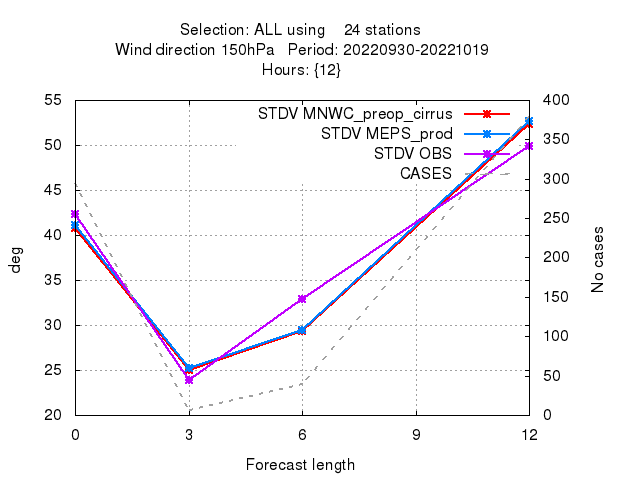 Selection: ALL using 24 stations
Wind direction 150hPa Period: 20220930-20221019
Hours: {12}
STDV MNWC_preop_cirrus
STDV MEPS_prod
STDV OBS
CASES
55
50
45
40
35
30
25
20
400
350
300
250
200
150
100
50
0
deg
No cases
0 3 6 9 12
Forecast length